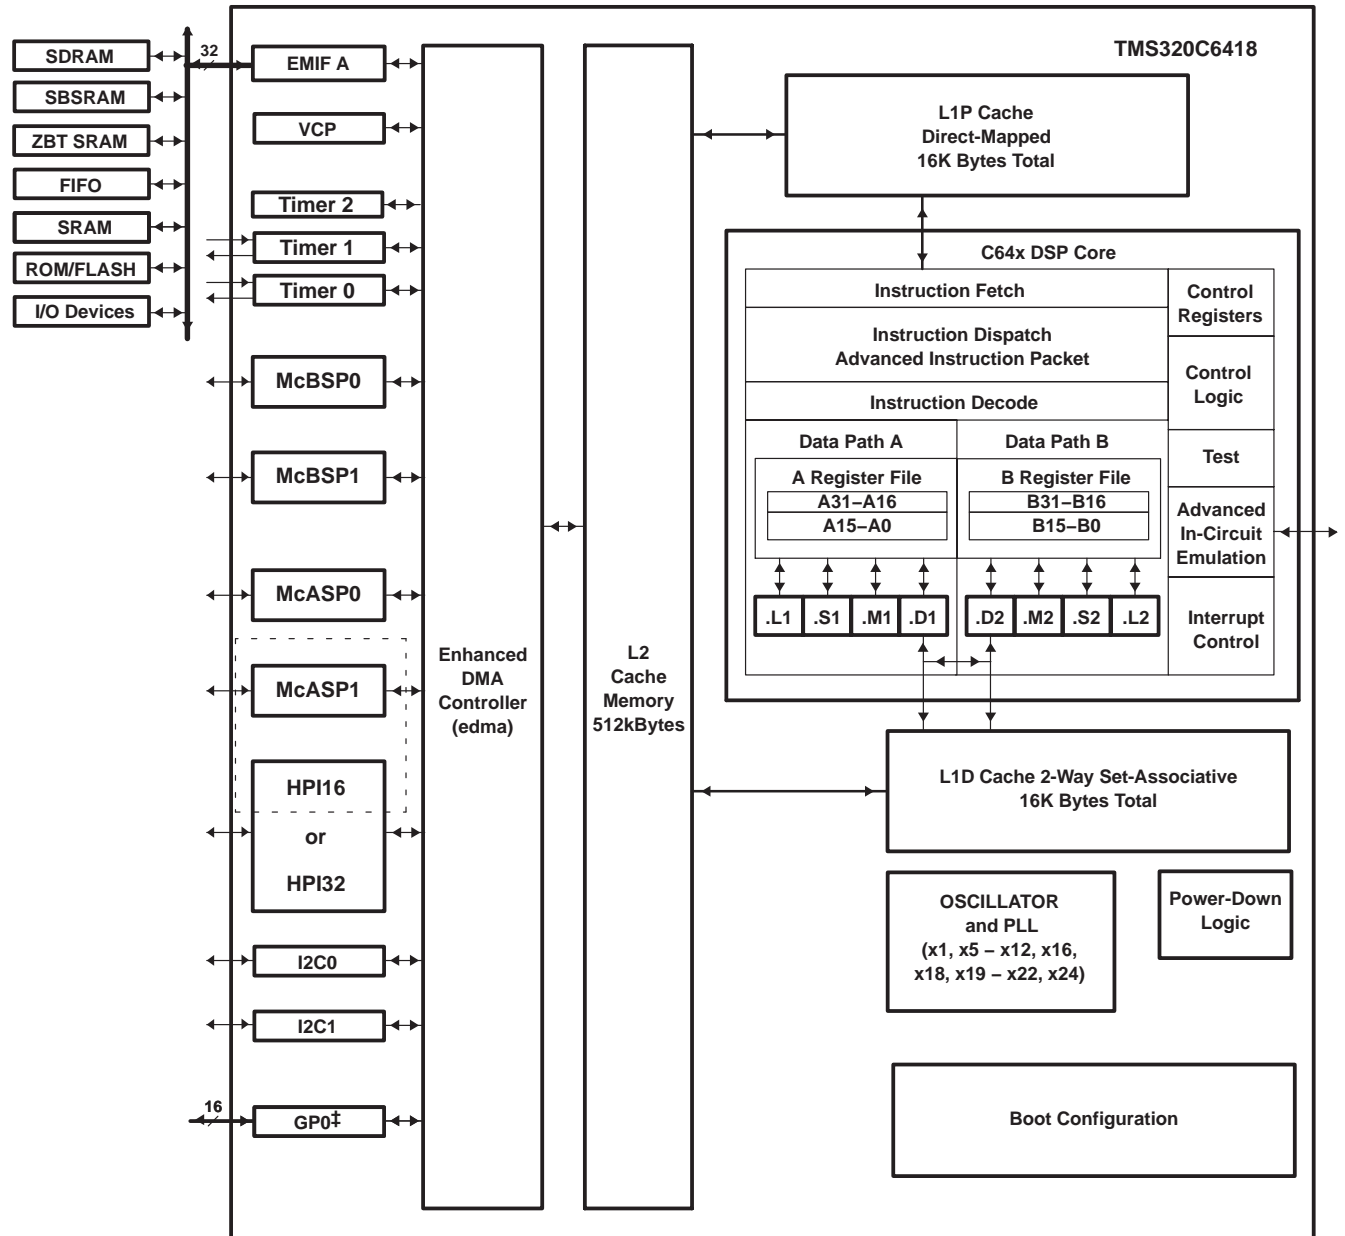 TMS320C6418
SDRAM
SBSRAM
ZBT SRAM
FIFO
SRAM
ROM/FLASH
I/O Devices
32
EMIF A
VCP
Timer 2
Timer 1
Timer 0
McBSP0
McBSP1
McASP0
McASP1
HPI16
or
HPI32
I2C0
I2C1
16
GP0‡
Enhanced
DMA
Controller
(edma)
L2
Cache
Memory
512kBytes
L1P Cache
Direct-Mapped
16K Bytes Total
C64x DSP Core
Instruction Fetch
Instruction Dispatch
Advanced Instruction Packet
Instruction Decode
Data Path A
A Register File
A31–A16
A15–A0
.L1
.S1
.M1
.D1
Data Path B
B Register File
B31–B16
B15–B0
.D2
.M2
.S2
.L2
Control
Registers
Control
Logic
Test
Advanced
In-Circuit
Emulation
Interrupt
Control
L1D Cache 2-Way Set-Associative
16K Bytes Total
OSCILLATOR
and PLL
(x1, x5 – x12, x16,
x18, x19 – x22, x24)
Power-Down
Logic
Boot Configuration